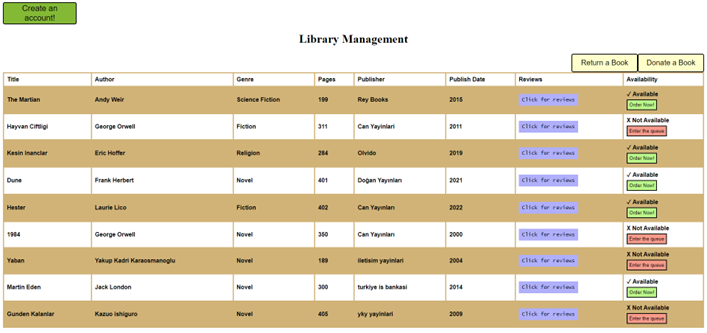 Create an
account!
Library Management
Return a Book Donate a Book
Title Author Genre Pages Publisher Publish Date Reviews Availability
The Martian Andy Weir Science Fiction 199 Rey Books 2015 Click for reviews ✓ Available
Order Now!
Hayvan Ciftligi George Orwell Fiction 311 Can Yayinlari 2011 Click for reviews X Not Available
Enter the queue
Kesin Inanclar Eric Hoffer Religion 284 Olvido 2019 Click for reviews ✓ Available
Order Now!
Dune Frank Herbert Novel 401 Doğan Yayınları 2021 Click for reviews ✓ Available
Order Now!
Hester Laurie Lico Fiction 402 Can Yayinlari 2022 Click for reviews ✓ Available
Order Now!
1984 George Orwell Novel 350 Can Yayinlari 2000 Click for reviews X Not Available
Enter the queue
Yaban Yakup Kadri Karaosmanoglu Novel 189 iletisim yayinlari 2004 Click for reviews X Not Available
Enter the queue
Martin Eden Jack London Novel 300 turkiye is bankasi 2014 Click for reviews ✓ Available
Order Now!
Gunden Kalanlar Kazuo ishiguro Novel 405 yky yayinlari 2009 Click for reviews X Not Available
Enter the queue